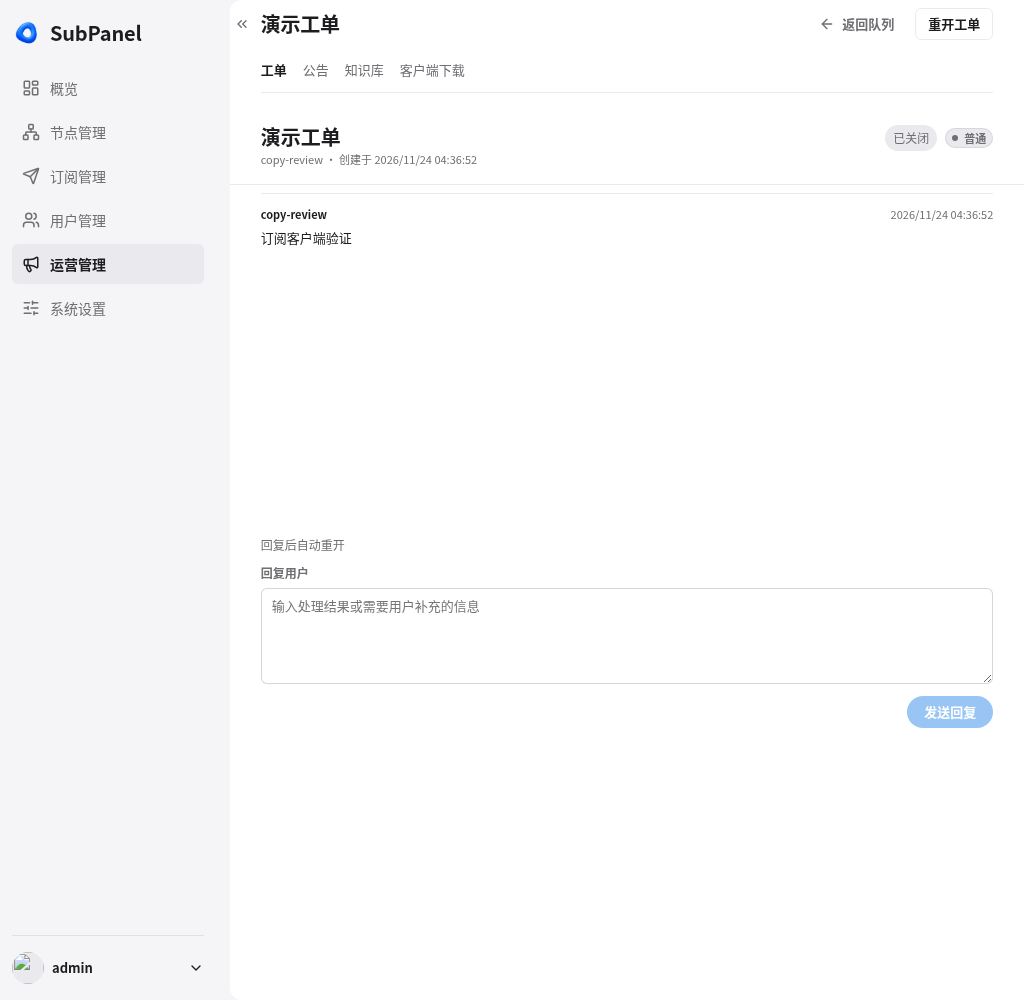 SubPanel
概览
节点管理
订阅管理
用户管理
运营管理
系统设置
admin
演示工单
返回队列
重开工单
工单 公告 知识库 客户端下载
演示工单
已关闭
普通
copy-review · 创建于 2026/11/24 04:36:52
copy-review
2026/11/24 04:36:52
订阅客户端验证
回复后自动重开
回复用户
输入处理结果或需要用户补充的信息
发送回复